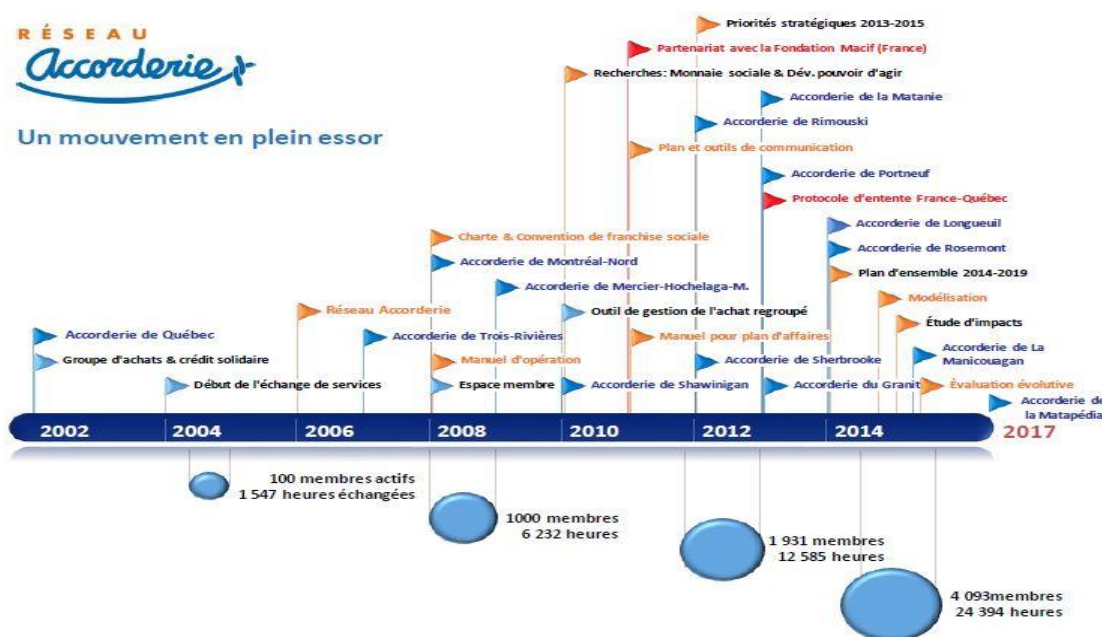 RÉSEAU
accorderie
Un mouvement en plein essor
Priorités stratégiques 2013-2015
Partenariat avec la Fondation Macif (France)
Recherches: Monnaie sociale & Dév. pouvoir d'agir
Accorderie de la Matanie
Accorderie de Rimouski
Plan et outils de communication
Accorderie de Portneuf
Protocole d'entente France-Québec
Accorderie de Longueuil
Charte & Convention de franchise sociale
Accorderie de Rosemont
Accorderie de Montréal-Nord
Plan d'ensemble 2014-2019
Accorderie de Mercier-Hochelaga-M.
Modélisation
Réseau Accorderie
Outil de gestion de l'achat regroupé
Étude d'impacts
Accorderie de Québec
Accorderie de Trois-Rivières
Manuel pour plan d'affaires
Accorderie de La
Manicouagan
Groupe d'achats & crédit solidaire
Manuel d'opération
Accorderie de Sherbrooke
Début de l'échange de services
Espace membre
Accorderie de Shawinigan
Accorderie du Granit
Évaluation évolutive
Accorderie de
la Matapédia
2002
2004
2006
2008
2010
2012
2014
2017
100 membres actifs
1 547 heures échangées
1000 membres
6 232 heures
1 931 membres
12 585 heures
4 093membres
24 394 heures